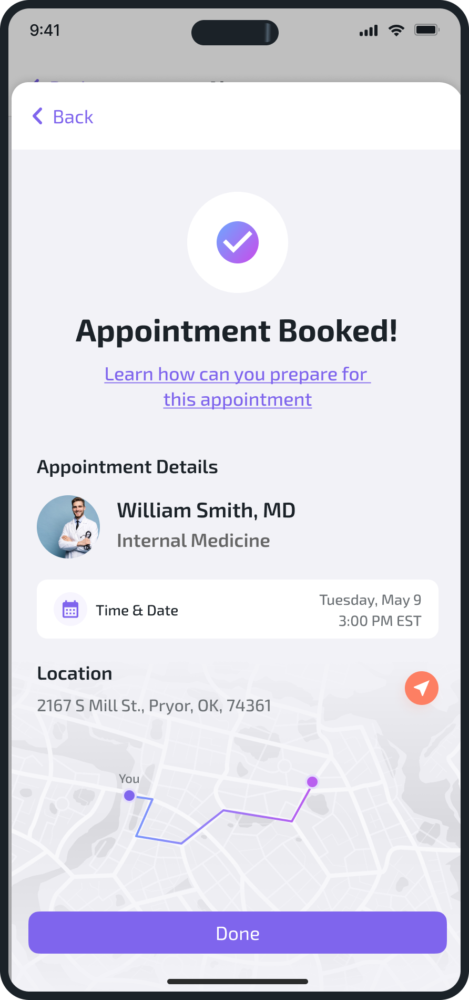 9:41
Back
Appointment Booked!
Learn how can you prepare for
this appointment
Appointment Details
William Smith, MD
Internal Medicine
Time & Date
Tuesday, May 9
3:00 PM EST
Location
2167 S Mill St., Pryor, OK, 74361
You
Done